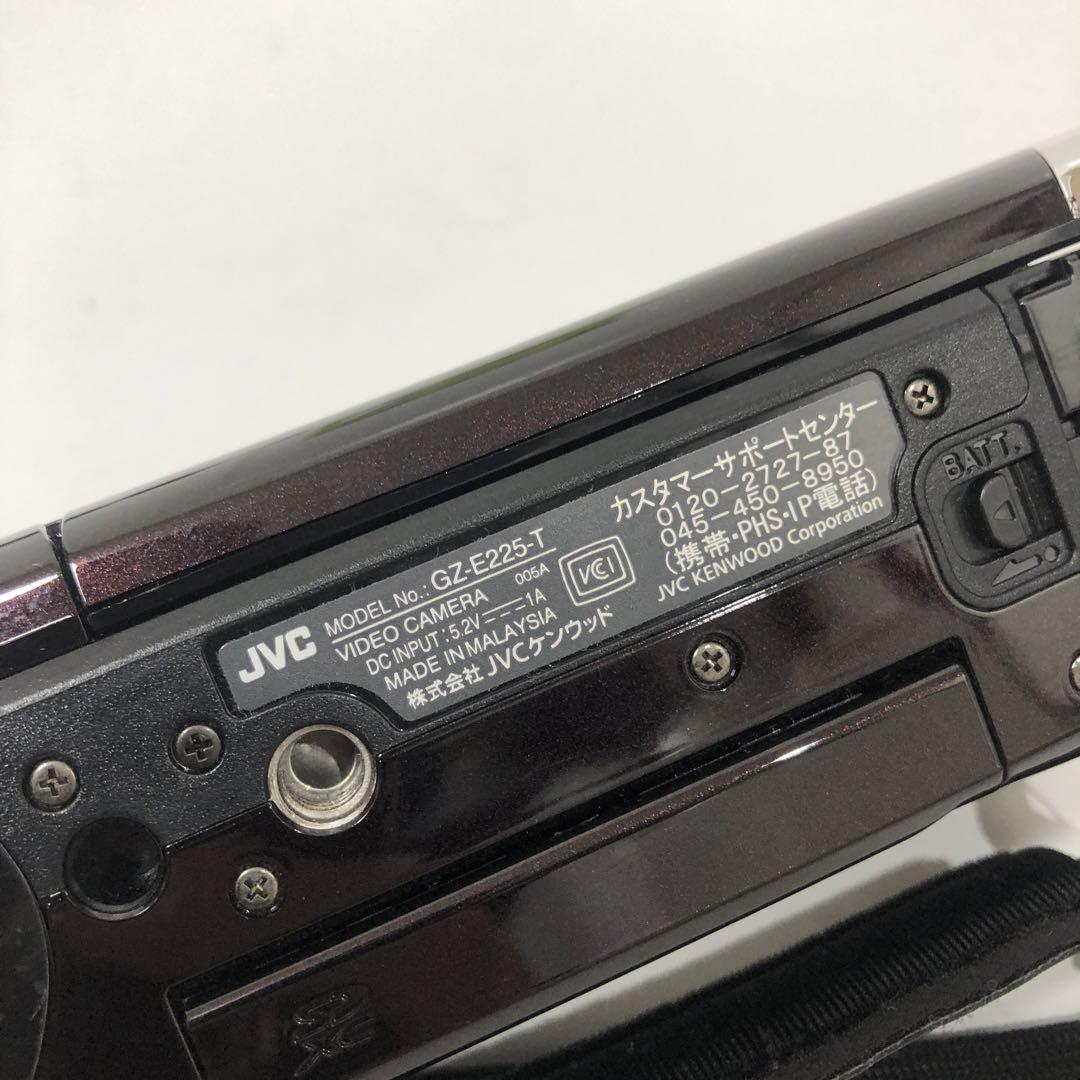 JVC
MODEL No.: GZ-E225-T
VIDEO CAMERA 005A
DC INPUT : 5.2V⎓1A
MADE IN MALAYSIA
株式会社 JVCケンウッド
VCCI
カスタマーサポートセンター
0120-2727-87
045-450-8950
(携帯・PHS・IP電話)
JVC KENWOOD Corporation
BATT.
SD
XC